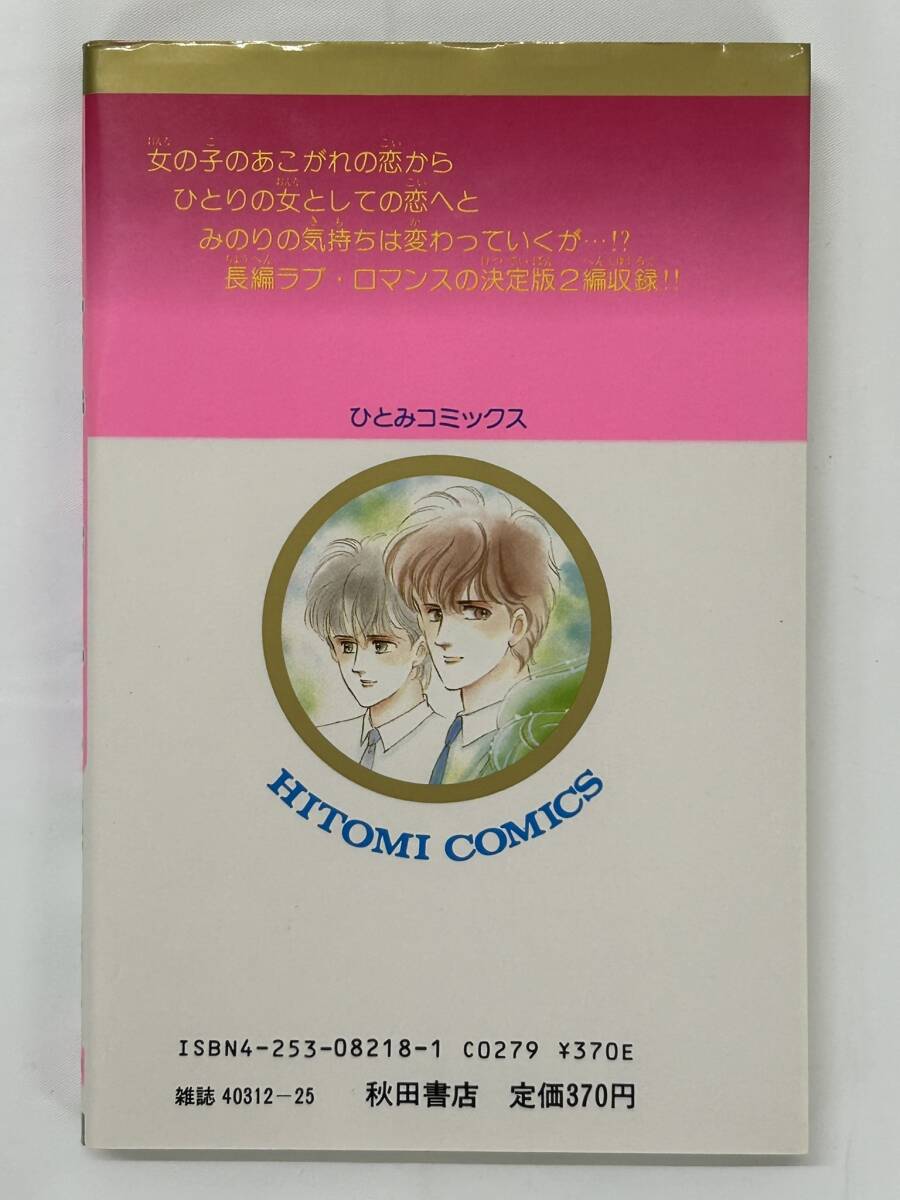 女の子のあこがれの恋から
ひとりの女としての恋へと
みのりの気持ちは変わっていくが…!?
長編ラブ・ロマンスの決定版2編収録!!
ひとみコミックス
HITOMI COMICS
ISBN4-253-08218-1 C0279 ¥370E
雑誌 40312-25 秋田書店 定価370円